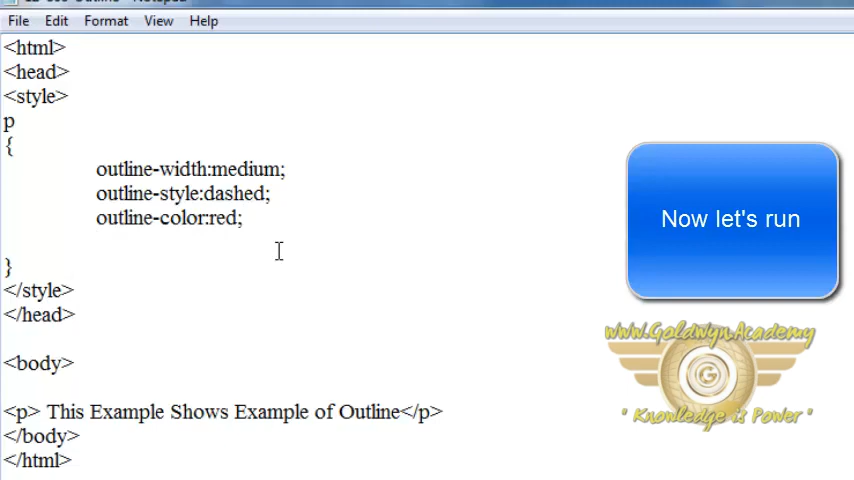 File Edit Format View Help
<html>
<head>
<style>
p
{
outline-width:medium;
outline-style:dashed;
outline-color:red;
}
</style>
</head>
<body>
<p> This Example Shows Example of Outline</p>
</body>
</html>
Now let's run
www.GoldwynAcademy
G
" Knowledge is Power "